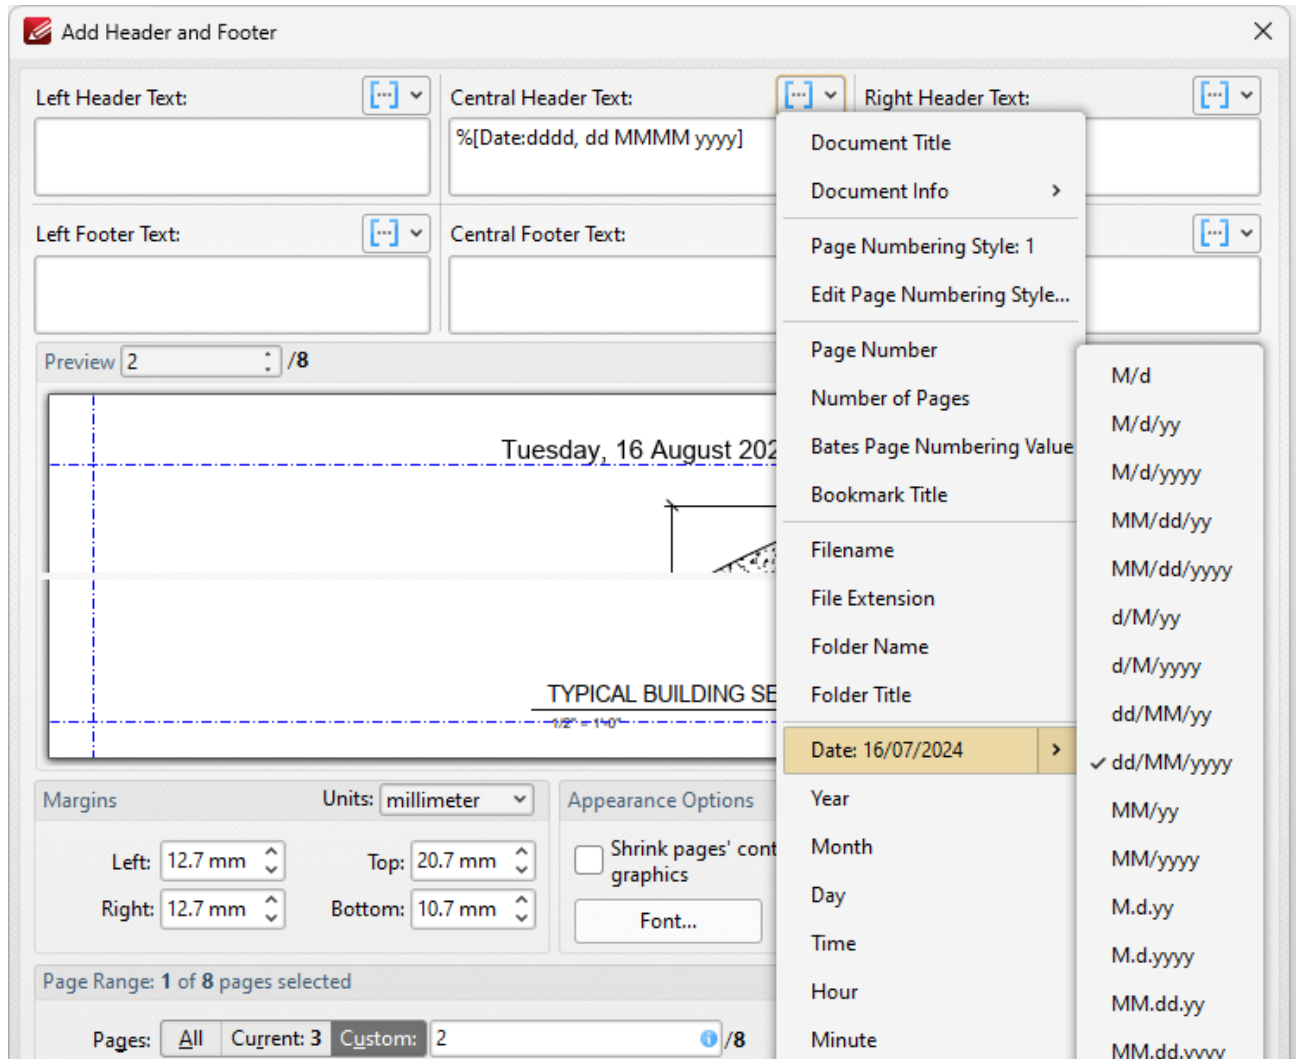 Add Header and Footer
Left Header Text:
Central Header Text:
Right Header Text:
%[Date:dddd, dd MMMM yyyy]
Left Footer Text:
Central Footer Text:
Document Title
Document Info
Page Numbering Style: 1
Edit Page Numbering Style...
Page Number
Number of Pages
Bates Page Numbering Value
Bookmark Title
Filename
File Extension
Folder Name
Folder Title
Date: 16/07/2024
Year
Month
Day
Time
Hour
Minute
M/d
M/d/yy
M/d/yyyy
MM/dd/yy
MM/dd/yyyy
d/M/yy
d/M/yyyy
dd/MM/yy
dd/MM/yyyy
MM/yy
MM/yyyy
M.d.yy
M.d.yyyy
MM.dd.yy
MM.dd.yyyy
Preview 2 /8
Tuesday, 16 August 202
TYPICAL BUILDING SE
1/2" = 1'-0"
Margins
Units: millimeter
Left: 12.7 mm
Top: 20.7 mm
Right: 12.7 mm
Bottom: 10.7 mm
Appearance Options
Shrink pages' cont
graphics
Font...
Page Range: 1 of 8 pages selected
Pages: All Current: 3 Custom: 2 /8